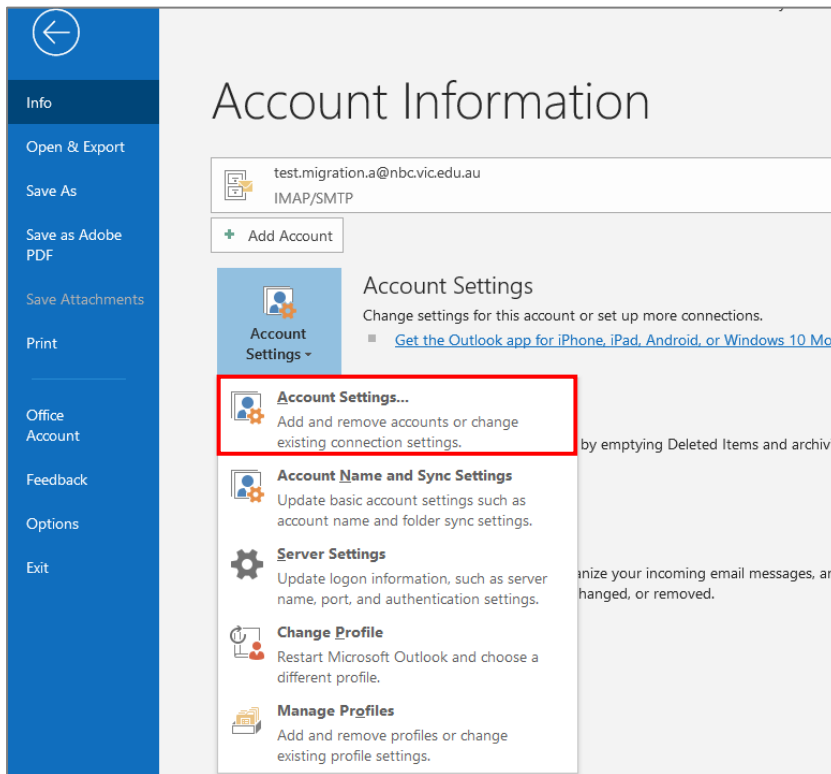 Info
Open & Export
Save As
Save as Adobe
PDF
Save Attachments
Print
Office
Account
Feedback
Options
Exit
Account Information
test.migration.a@nbc.vic.edu.au
IMAP/SMTP
+ Add Account
Account
Settings
Account Settings
Change settings for this account or set up more connections.
Get the Outlook app for iPhone, iPad, Android, or Windows 10 Mo
Account Settings...
Add and remove accounts or change
existing connection settings.
by emptying Deleted Items and archiv
Account Name and Sync Settings
Update basic account settings such as
account name and folder sync settings.
Server Settings
Update logon information, such as server
name, port, and authentication settings.
anize your incoming email messages, ar
hanged, or removed.
Change Profile
Restart Microsoft Outlook and choose a
different profile.
Manage Profiles
Add and remove profiles or change
existing profile settings.